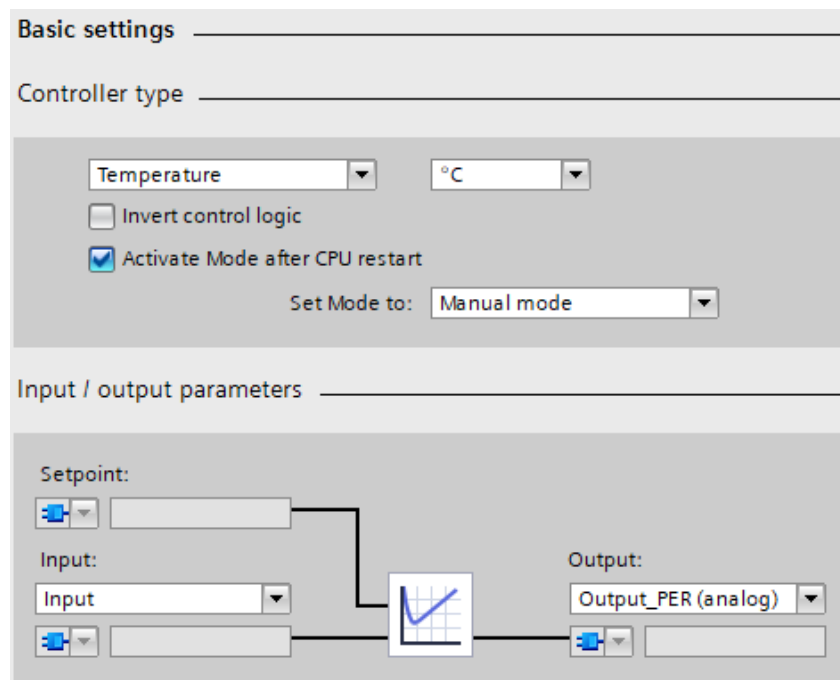 Basic settings
Controller type
Temperature °C
Invert control logic
Activate Mode after CPU restart
Set Mode to: Manual mode
Input / output parameters
Setpoint:
Input: Output:
Input Output_PER (analog)